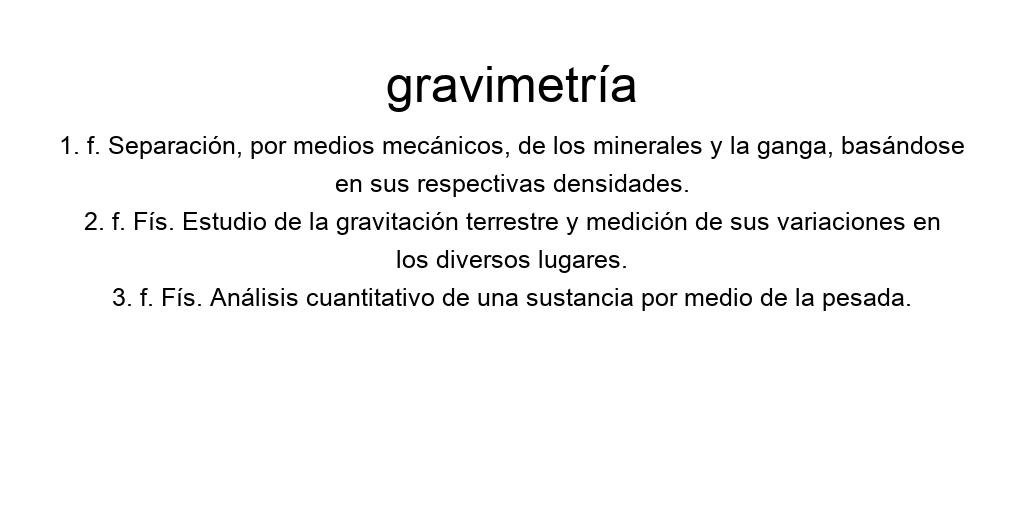 gravimetría
1. f. Separación, por medios mecánicos, de los minerales y la ganga, basándose
en sus respectivas densidades.
2. f. Fís. Estudio de la gravitación terrestre y medición de sus variaciones en
los diversos lugares.
3. f. Fís. Análisis cuantitativo de una sustancia por medio de la pesada.